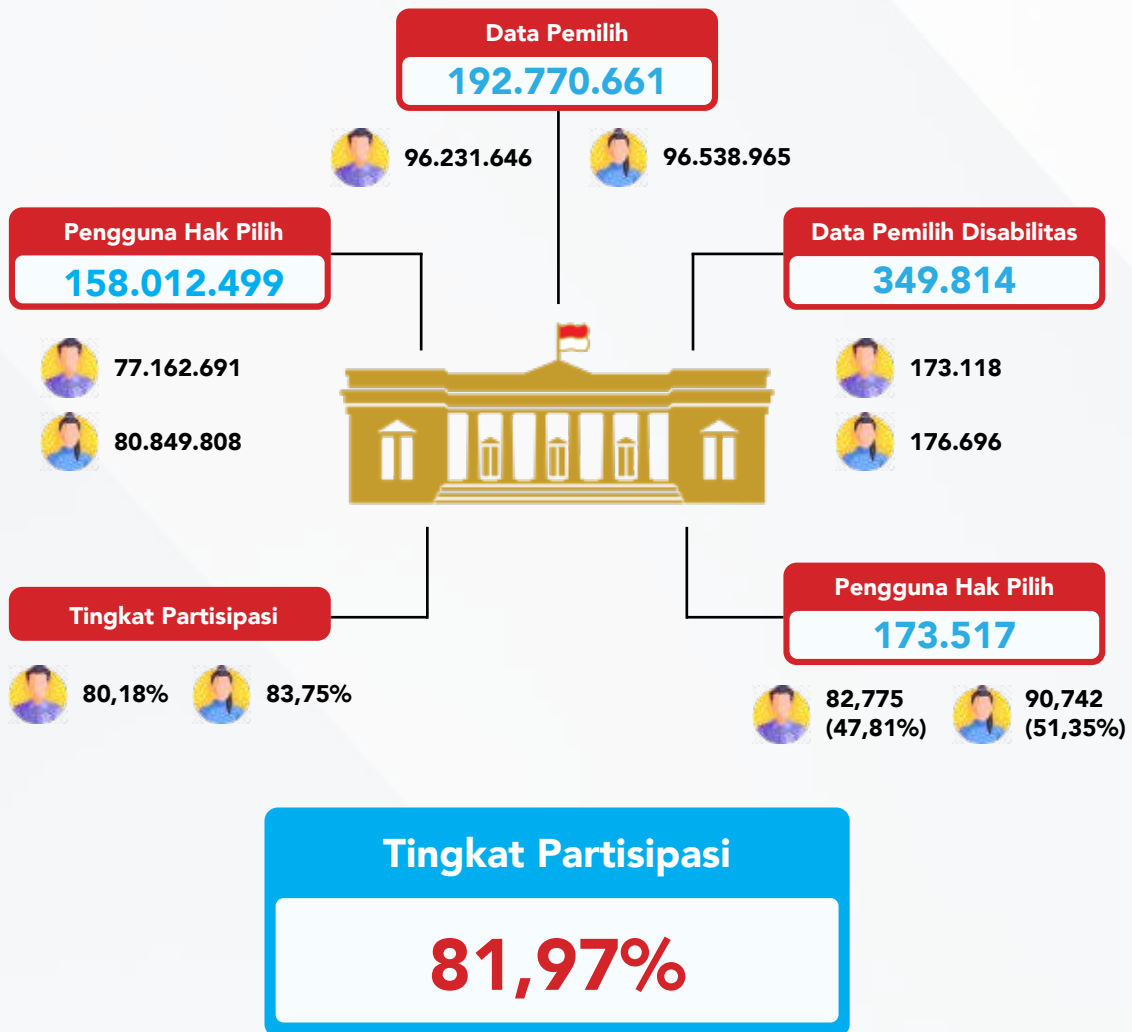 Data Pemilih
192.770.661
96.231.646
96.538.965
Pengguna Hak Pilih
158.012.499
77.162.691
80.849.808
Data Pemilih Disabilitas
349.814
173.118
176.696
Tingkat Partisipasi
80,18%
83,75%
Pengguna Hak Pilih
173.517
82,775
(47,81%)
90,742
(51,35%)
Tingkat Partisipasi
81,97%